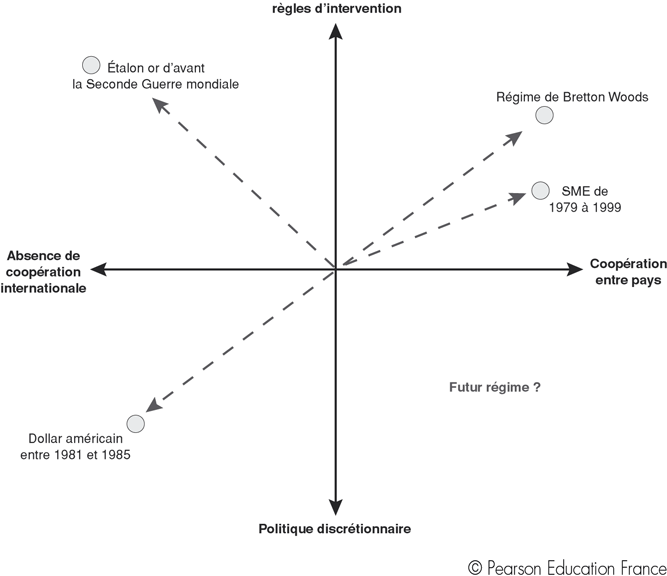 règles d'intervention
Étalon or d'avant
la Seconde Guerre mondiale
Régime de Bretton Woods
SME de
1979 à 1999
Absence de
coopération
internationale
Coopération
entre pays
Futur régime ?
Dollar américain
entre 1981 et 1985
Politique discrétionnaire
© Pearson Education France